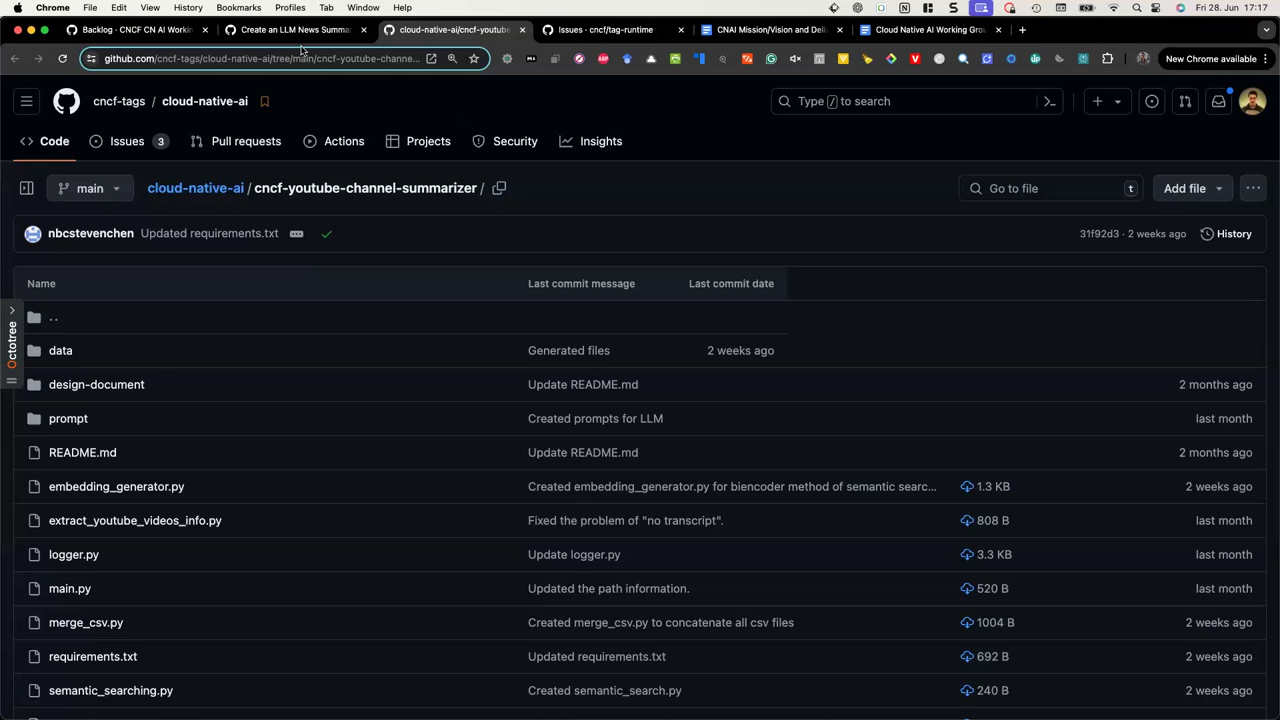 Chrome File Edit View History Bookmarks Profiles Tab Window Help Fri 28. Jun 17:17
Backlog - CNCF CN AI Workin
Create an LLM News Summa
cloud-native-ai/cncf-youtube
Issues · cncf/tag-runtime
CNAI Mission/Vision and Deli
Cloud Native AI Working Grou
github.com/cncf-tags/cloud-native-ai/tree/main/cncf-youtube-channe...
New Chrome available
cncf-tags / cloud-native-ai
Type / to search
Code
Issues 3
Pull requests
Actions
Projects
Security
Insights
main
cloud-native-ai / cncf-youtube-channel-summarizer /
Go to file t
Add file
nbcstevenchen Updated requirements.txt
31f92d3 · 2 weeks ago
History
Name Last commit message Last commit date
..
data Generated files 2 weeks ago
design-document Update README.md 2 months ago
prompt Created prompts for LLM last month
README.md Update README.md 2 months ago
embedding_generator.py Created embedding_generator.py for biencoder method of semantic searc... 1.3 KB 2 weeks ago
extract_youtube_videos_info.py Fixed the problem of "no transcript". 808 B last month
logger.py Update logger.py 3.3 KB last month
main.py Updated the path information. 520 B last month
merge_csv.py Created merge_csv.py to concatenate all csv files 1004 B 2 weeks ago
requirements.txt Updated requirements.txt 692 B 2 weeks ago
semantic_searching.py Created semantic_search.py 240 B 2 weeks ago
Octotree